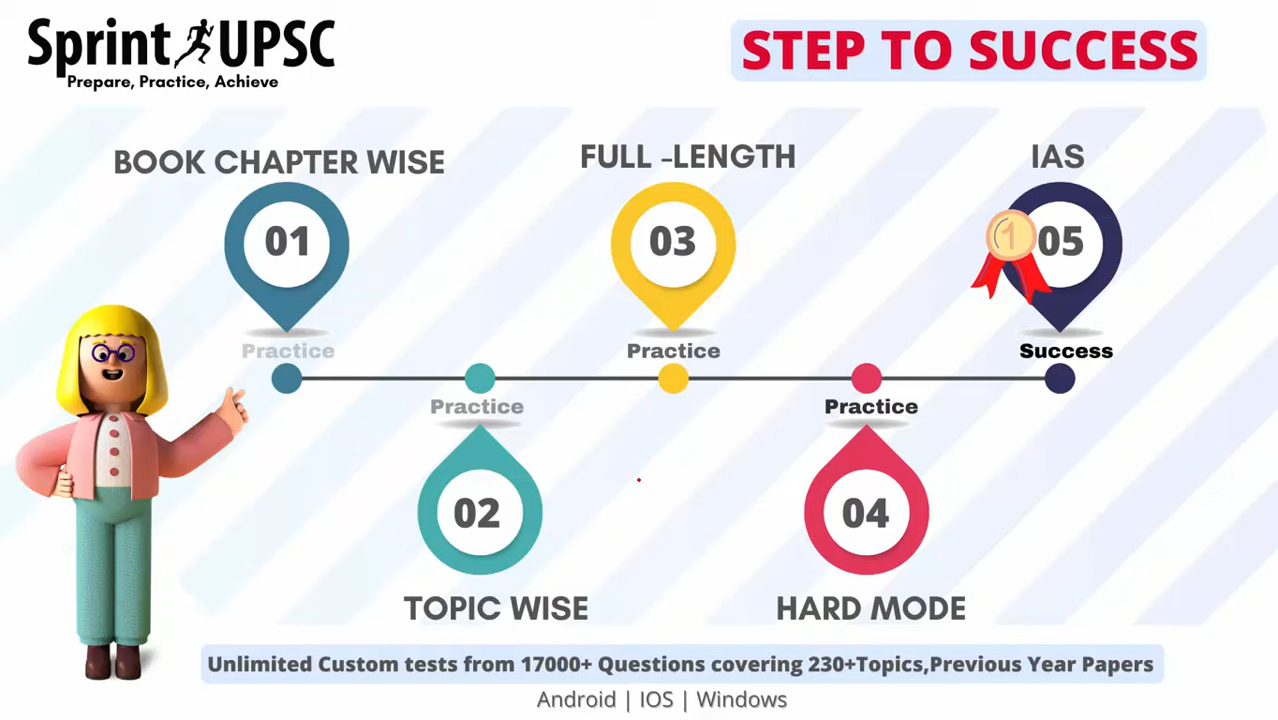 Sprint UPSC
Prepare, Practice, Achieve
STEP TO SUCCESS
BOOK CHAPTER WISE
01
Practice
Practice
02
TOPIC WISE
FULL -LENGTH
03
Practice
Practice
04
HARD MODE
IAS
1
05
Success
Unlimited Custom tests from 17000+ Questions covering 230+Topics,Previous Year Papers
Android | IOS | Windows